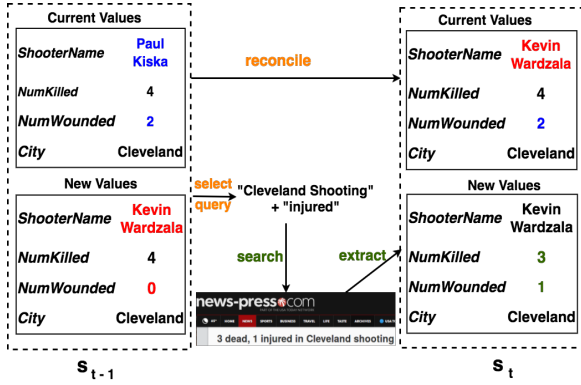 Current Values
ShooterName Paul Kiska
NumKilled 4
NumWounded 2
City Cleveland
New Values
ShooterName Kevin Wardzala
NumKilled 4
NumWounded 0
City Cleveland
S t - 1
reconcile
select
query
"Cleveland Shooting"
+ "injured"
search
extract
news-press.com
HOME NEWS SPORTS BUSINESS TRAVEL LIFE TASTE ARCHIVES USA
3 dead, 1 injured in Cleveland shooting
Current Values
ShooterName Kevin Wardzala
NumKilled 4
NumWounded 2
City Cleveland
New Values
ShooterName Kevin Wardzala
NumKilled 3
NumWounded 1
City Cleveland
S t